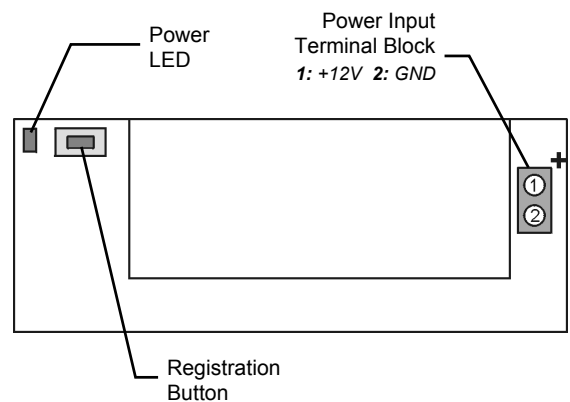 Power
LED
Power Input
Terminal Block
1: +12V 2: GND
+
1
2
Registration
Button